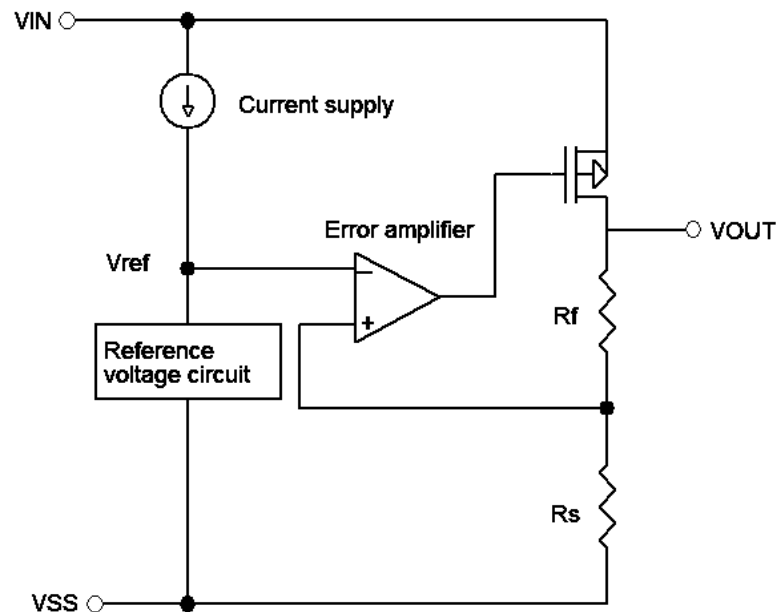 VIN
Current supply
Error amplifier
VOUT
Vref
−
+
Rf
Reference
voltage circuit
Rs
VSS